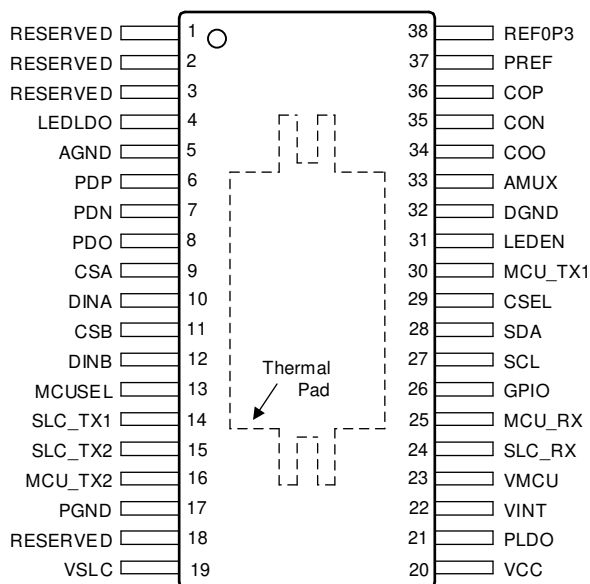 RESERVED 1 38 REF0P3
RESERVED 2 37 PREF
RESERVED 3 36 COP
LEDLDO 4 35 CON
AGND 5 34 COO
PDP 6 33 AMUX
PDN 7 32 DGND
PDO 8 31 LEDEN
CSA 9 30 MCU_TX1
DINA 10 29 CSEL
CSB 11 28 SDA
DINB 12 27 SCL
Thermal
Pad
MCUSEL 13 26 GPIO
SLC_TX1 14 25 MCU_RX
SLC_TX2 15 24 SLC_RX
MCU_TX2 16 23 VMCU
PGND 17 22 VINT
RESERVED 18 21 PLDO
VSLC 19 20 VCC